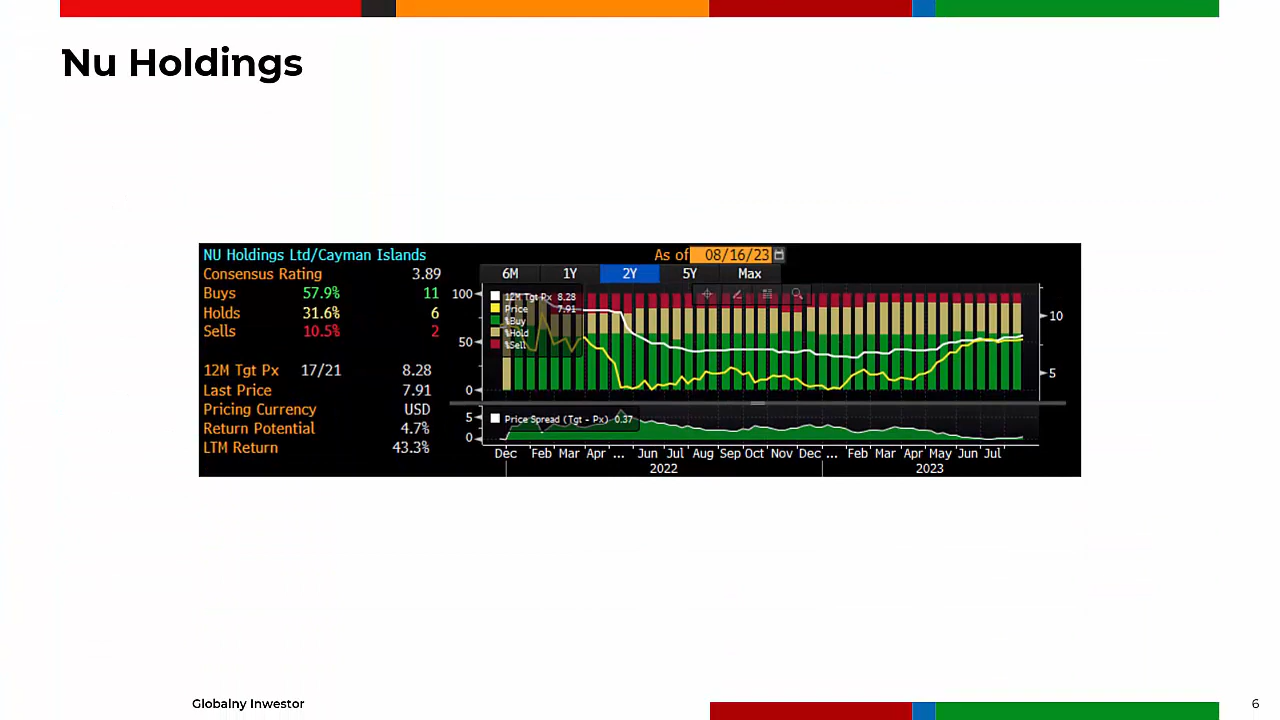 Nu Holdings
NU Holdings Ltd/Cayman Islands
As of 08/16/23
Consensus Rating 3.89
6M 1Y 2Y 5Y Max
Buys 57.9% 11
Holds 31.6% 6
Sells 10.5% 2
12M Tgt Px 17/21 8.28
Last Price 7.91
Pricing Currency USD
Return Potential 4.7%
LTM Return 43.3%
100
50
0
12M Tgt Px 8.28
Price 7.91
%Buy
%Hold
%Sell
10
5
5
0
Price Spread (Tgt - Px) 0.37
Dec Feb Mar Apr ... Jun Jul Aug Sep Oct Nov Dec ... Feb Mar Apr May Jun Jul
2022 2023
Globalny Inwestor
6